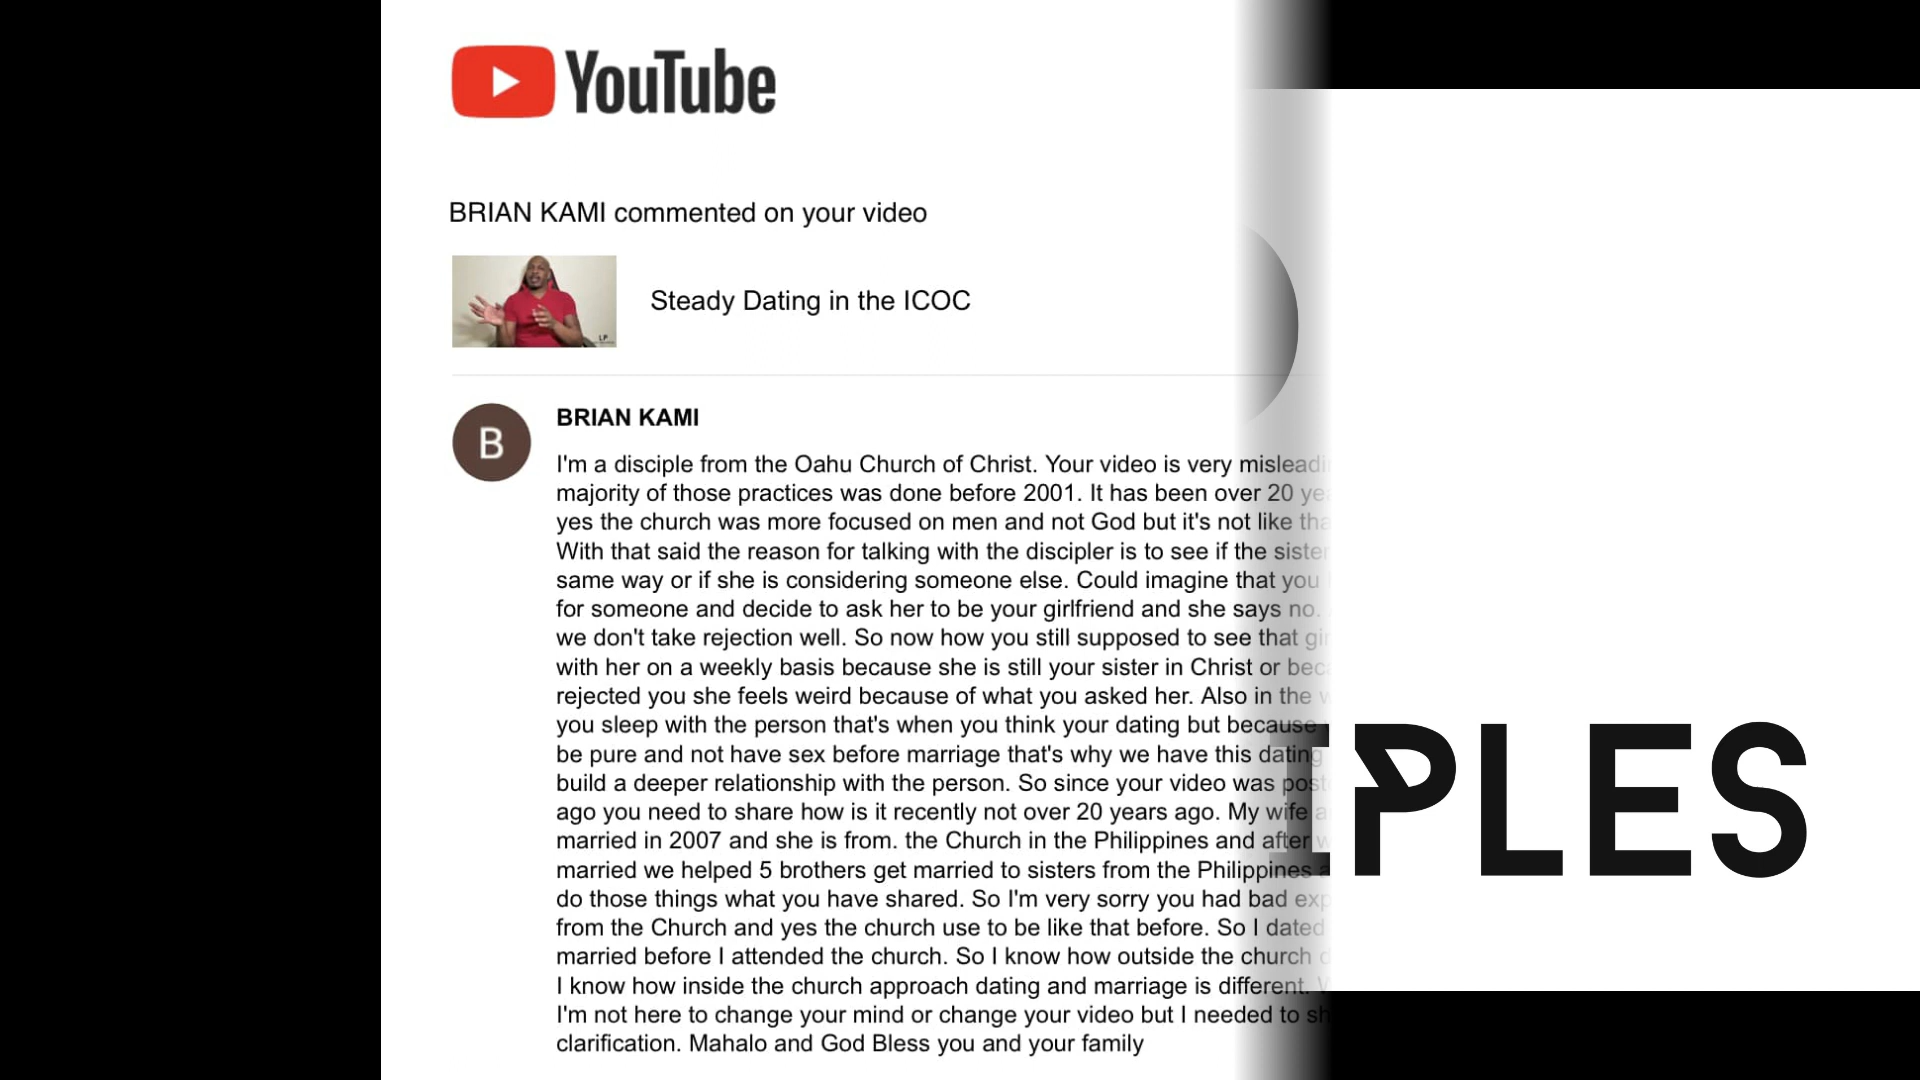 YouTube
BRIAN KAMI commented on your video
Steady Dating in the ICOC
BRIAN KAMI
I'm a disciple from the Oahu Church of Christ. Your video is very
majority of those practices was done before 2001. It has been over 20
yes the church was more focused on men and not God but it's not like
With that said the reason for talking with the discipler is to see if the sister
same way or if she is considering someone else. Could imagine that you
for someone and decide to ask her to be your girlfriend and she says no.
we don't take rejection well. So now how you still supposed to see that
with her on a weekly basis because she is still your sister in Christ or
rejected you she feels weird because of what you asked her. Also in the
you sleep with the person that's when you think your dating but because
be pure and not have sex before marriage that's why we have this dating
build a deeper relationship with the person. So since your video was
ago you need to share how is it recently not over 20 years ago. My wife
married in 2007 and she is from. the Church in the Philippines and after
married we helped 5 brothers get married to sisters from the Philippines
do those things what you have shared. So I'm very sorry you had bad
from the Church and yes the church use to be like that before. So I dated
married before I attended the church. So I know how outside the church
I know how inside the church approach dating and marriage is different.
I'm not here to change your mind or change your video but I needed to
clarification. Mahalo and God Bless you and your family
IPLES